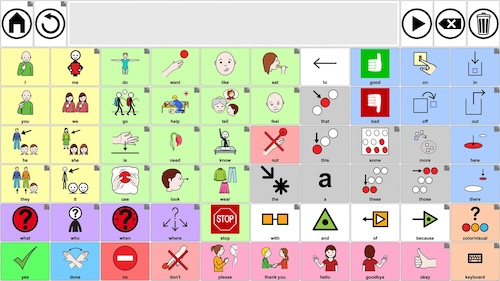 i me do want like eat to good on in
you we go help tell feel that bad off out
he she is need know not this some more here
a
they it use look wear the a these those there
STOP
what who when where stop with and of because color/visual
yes done no don't please thank you hello goodbye okay keyboard